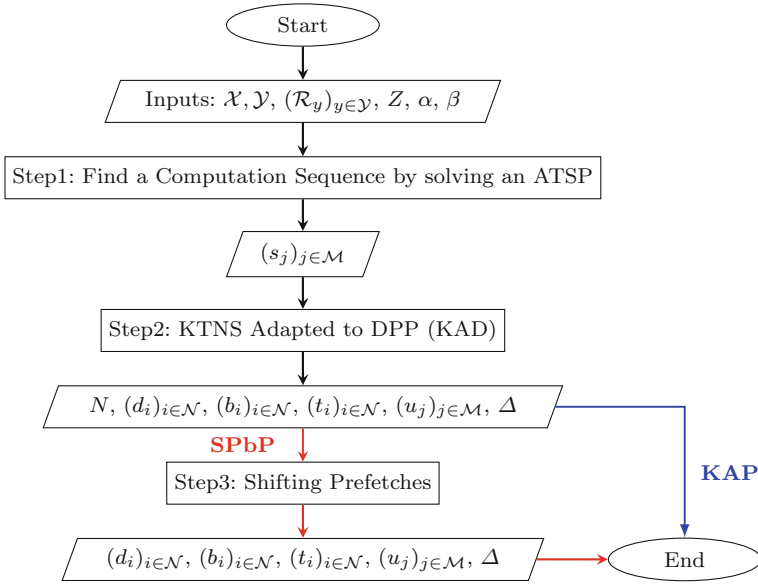 Start
Inputs: 𝒳, 𝒴, (ℛ_y)_{y∈𝒴}, Z, α, β
Step1: Find a Computation Sequence by solving an ATSP
(s_j)_{j∈ℳ}
Step2: KTNS Adapted to DPP (KAD)
N, (d_i)_{i∈𝒩}, (b_i)_{i∈𝒩}, (t_i)_{i∈𝒩}, (u_j)_{j∈ℳ}, Δ
SPbP
KAP
Step3: Shifting Prefetches
(d_i)_{i∈𝒩}, (b_i)_{i∈𝒩}, (t_i)_{i∈𝒩}, (u_j)_{j∈ℳ}, Δ
End